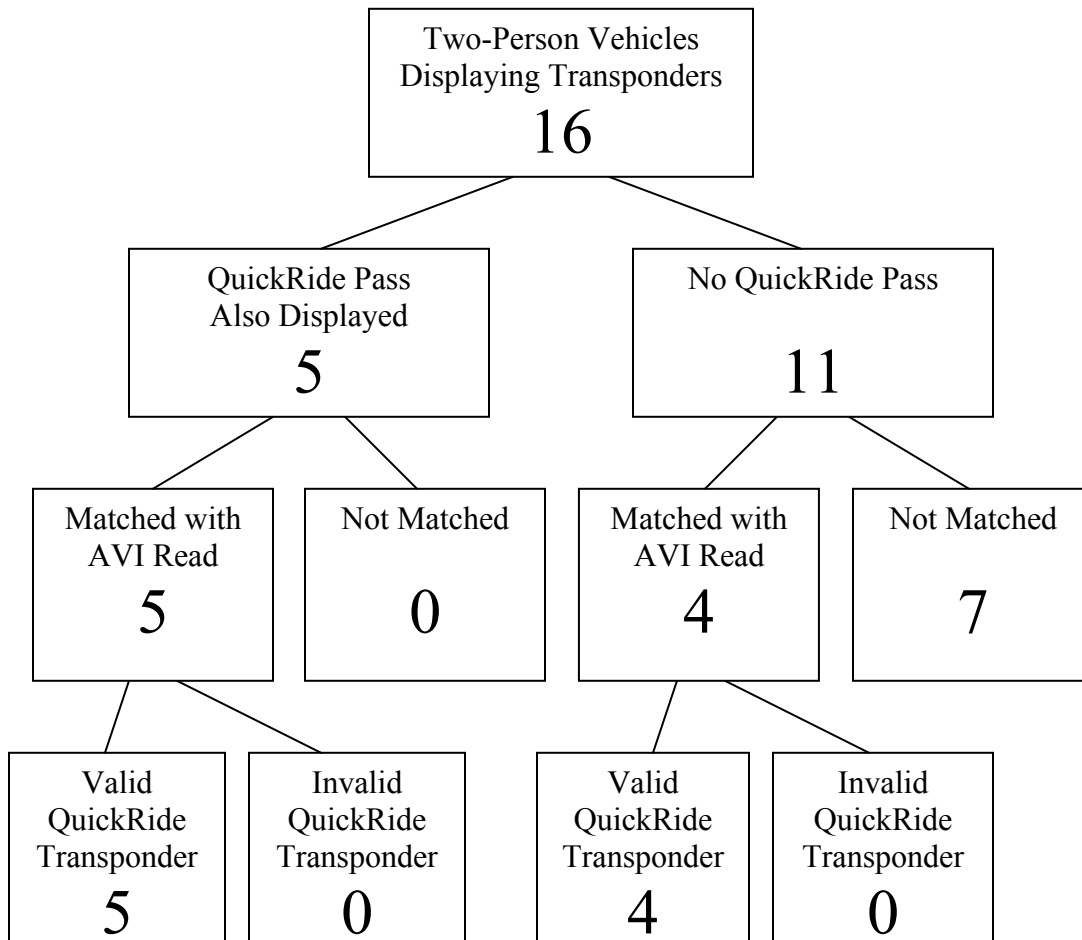 Two-Person Vehicles
Displaying Transponders
16
QuickRide Pass
Also Displayed
5
No QuickRide Pass
11
Matched with
AVI Read
5
Not Matched
0
Matched with
AVI Read
4
Not Matched
7
Valid
QuickRide
Transponder
5
Invalid
QuickRide
Transponder
0
Valid
QuickRide
Transponder
4
Invalid
QuickRide
Transponder
0